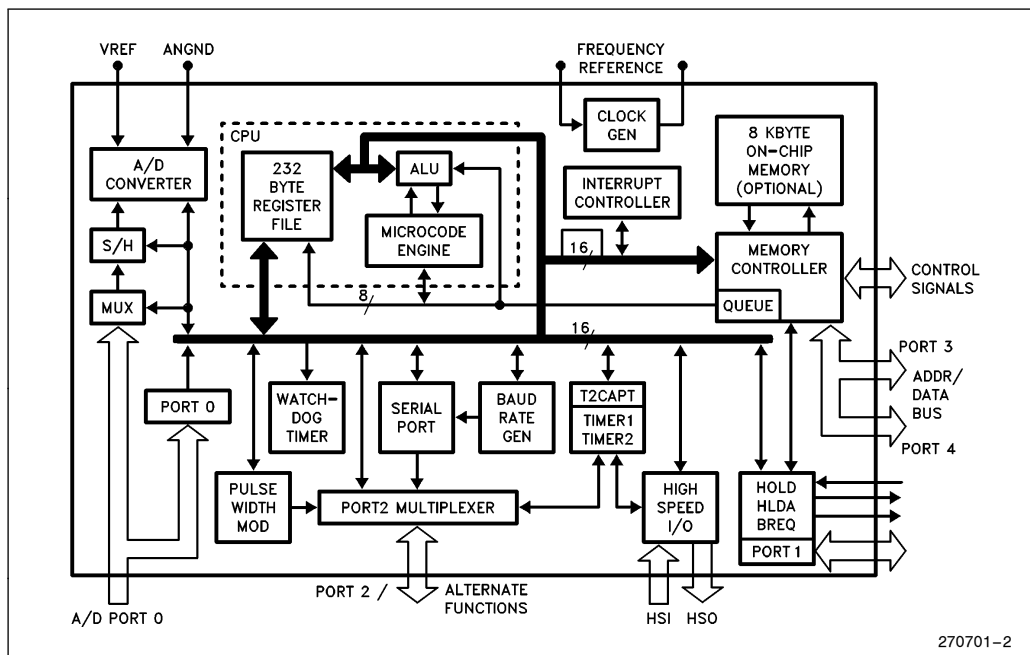 VREF
ANGND
FREQUENCY
REFERENCE
CPU
CLOCK
GEN
A/D
CONVERTER
232
BYTE
REGISTER
FILE
ALU
MICROCODE
ENGINE
INTERRUPT
CONTROLLER
8 KBYTE
ON-CHIP
MEMORY
(OPTIONAL)
S/H
MUX
16
MEMORY
CONTROLLER
QUEUE
CONTROL
SIGNALS
8
16
PORT 0
WATCH-
DOG
TIMER
SERIAL
PORT
BAUD
RATE
GEN
T2CAPT
TIMER1
TIMER2
PORT 3
ADDR/
DATA
BUS
PORT 4
PULSE
WIDTH
MOD
PORT2 MULTIPLEXER
HIGH
SPEED
I/O
HOLD
HLDA
BREQ
PORT 1
A/D PORT 0
PORT 2 /
ALTERNATE
FUNCTIONS
HSI
HSO
270701-2